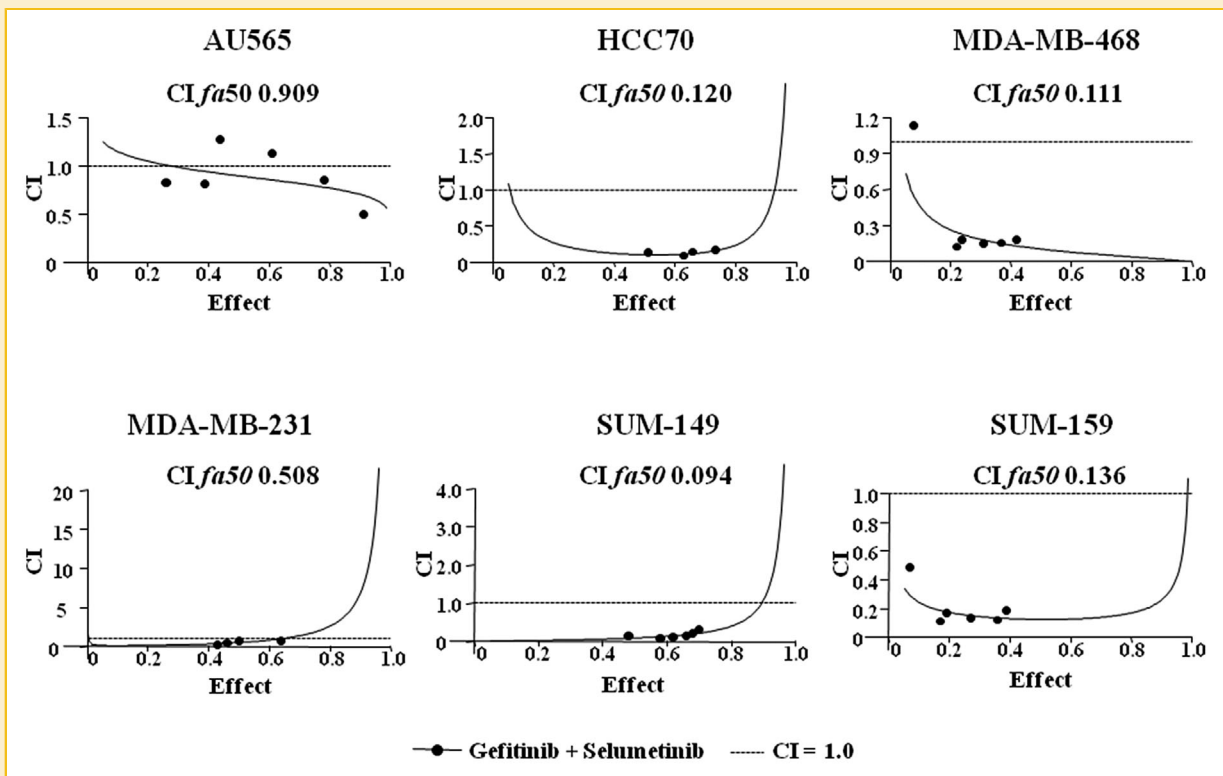 AU565
CI fa50 0.909
1.5
1.0
0.5
0
CI
0 0.2 0.4 0.6 0.8 1.0
Effect
HCC70
CI fa50 0.120
2.0
1.5
1.0
0.5
0
CI
0 0.2 0.4 0.6 0.8 1.0
Effect
MDA-MB-468
CI fa50 0.111
1.2
0.9
0.6
0.3
0
CI
0 0.2 0.4 0.6 0.8 1.0
Effect
MDA-MB-231
CI fa50 0.508
20
15
10
5
0
CI
0 0.2 0.4 0.6 0.8 1.0
Effect
SUM-149
CI fa50 0.094
4.0
3.0
2.0
1.0
0
CI
0 0.2 0.4 0.6 0.8 1.0
Effect
SUM-159
CI fa50 0.136
1.0
0.8
0.6
0.4
0.2
0
CI
0 0.2 0.4 0.6 0.8 1.0
Effect
Gefitinib + Selumetinib CI = 1.0